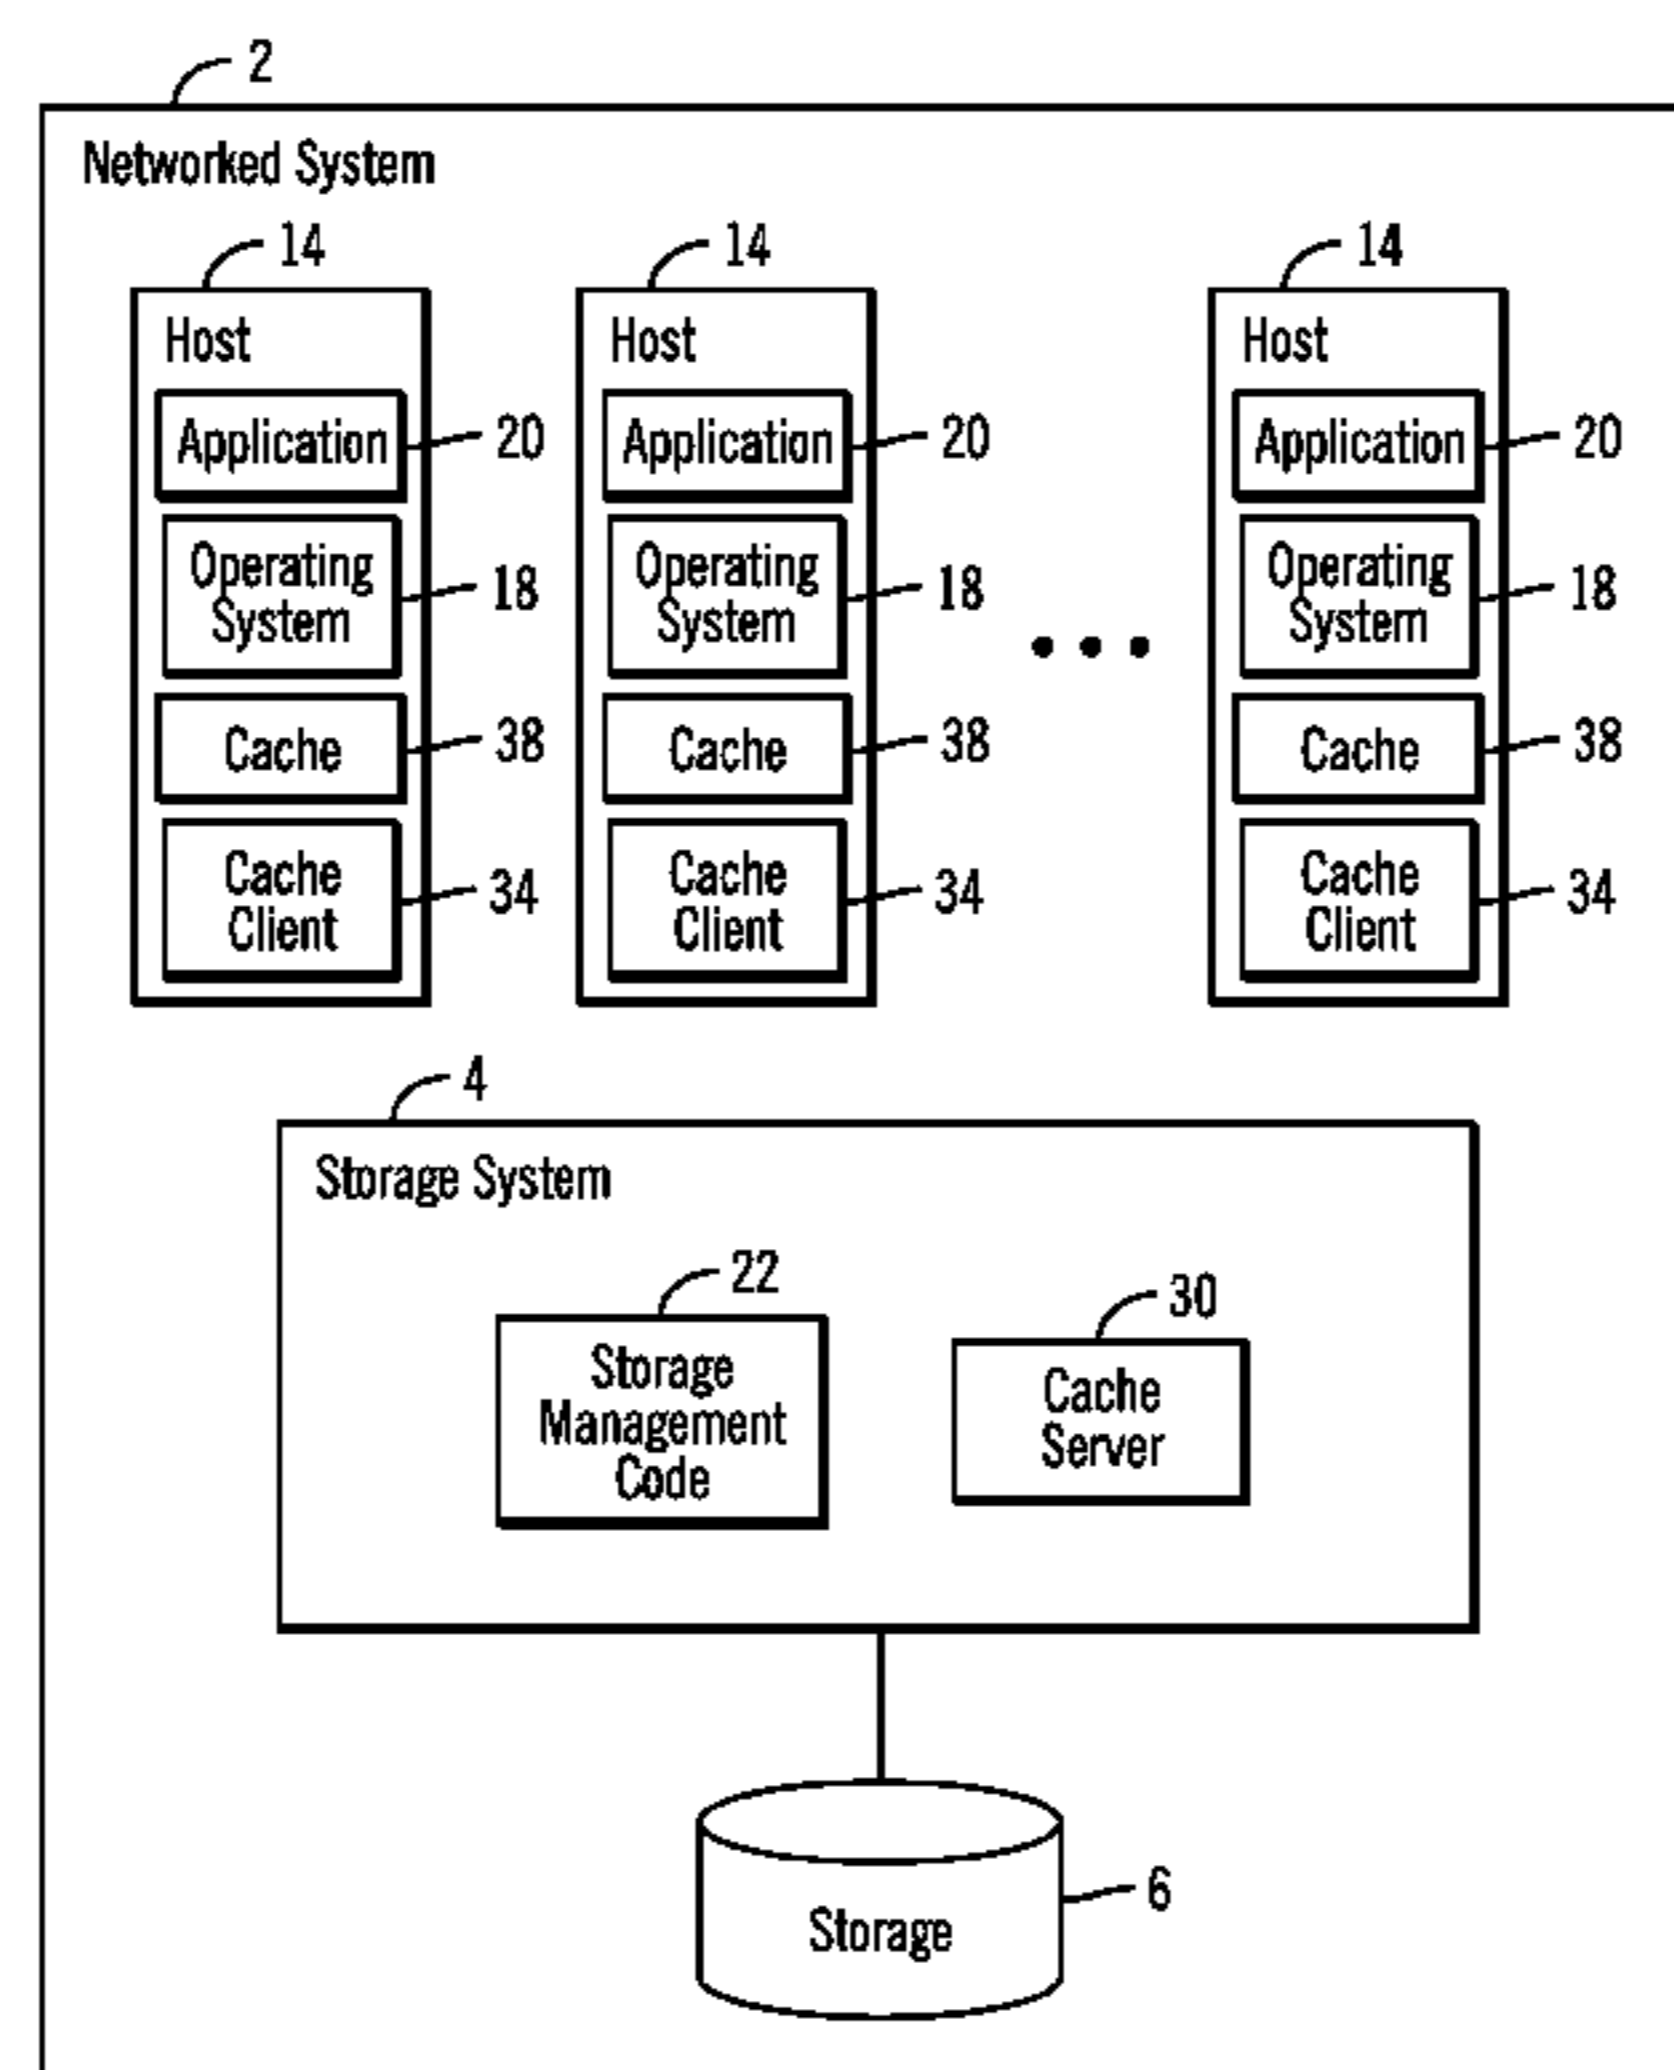 2
Networked System
14
14
14
Host
Host
Host
Application
20
Application
20
Application
20
Operating
System
18
Operating
System
18
Operating
System
18
Cache
38
Cache
38
Cache
38
Cache
Client
34
Cache
Client
34
Cache
Client
34
4
Storage System
22
30
Storage
Management
Code
Cache
Server
6
Storage